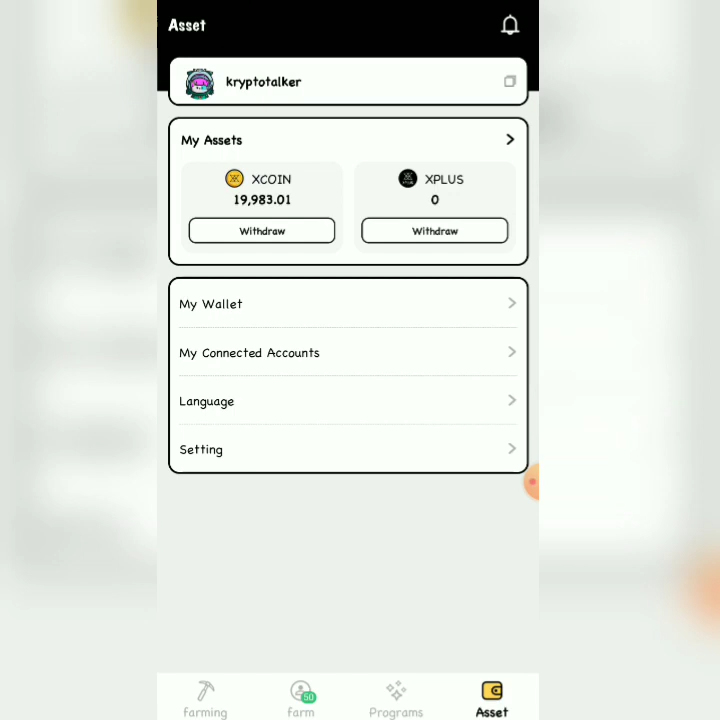 Asset
kryptotalker
My Assets
XCOIN
19,983.01
Withdraw
XPLUS
0
Withdraw
My Wallet
My Connected Accounts
Language
Setting
farming
farm
50
Programs
Asset